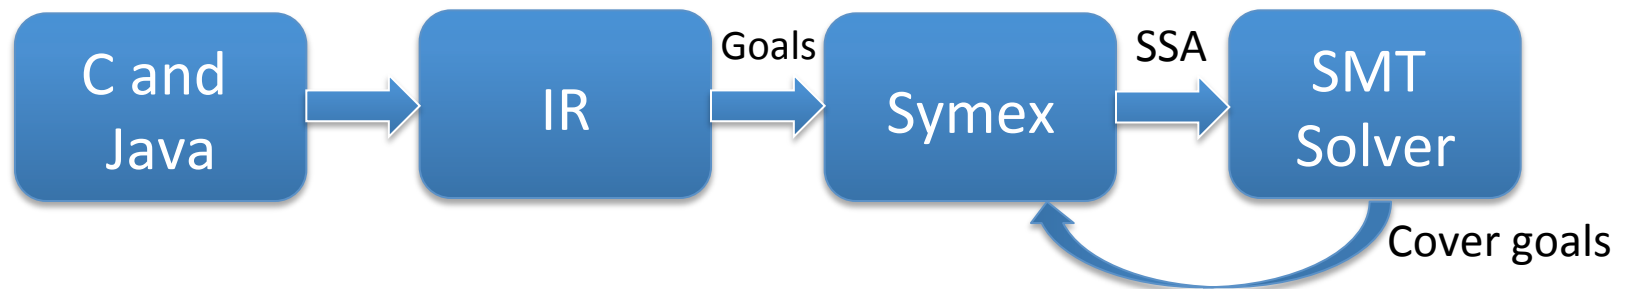 C and
Java
IR
Goals
Symex
SSA
SMT
Solver
Cover goals